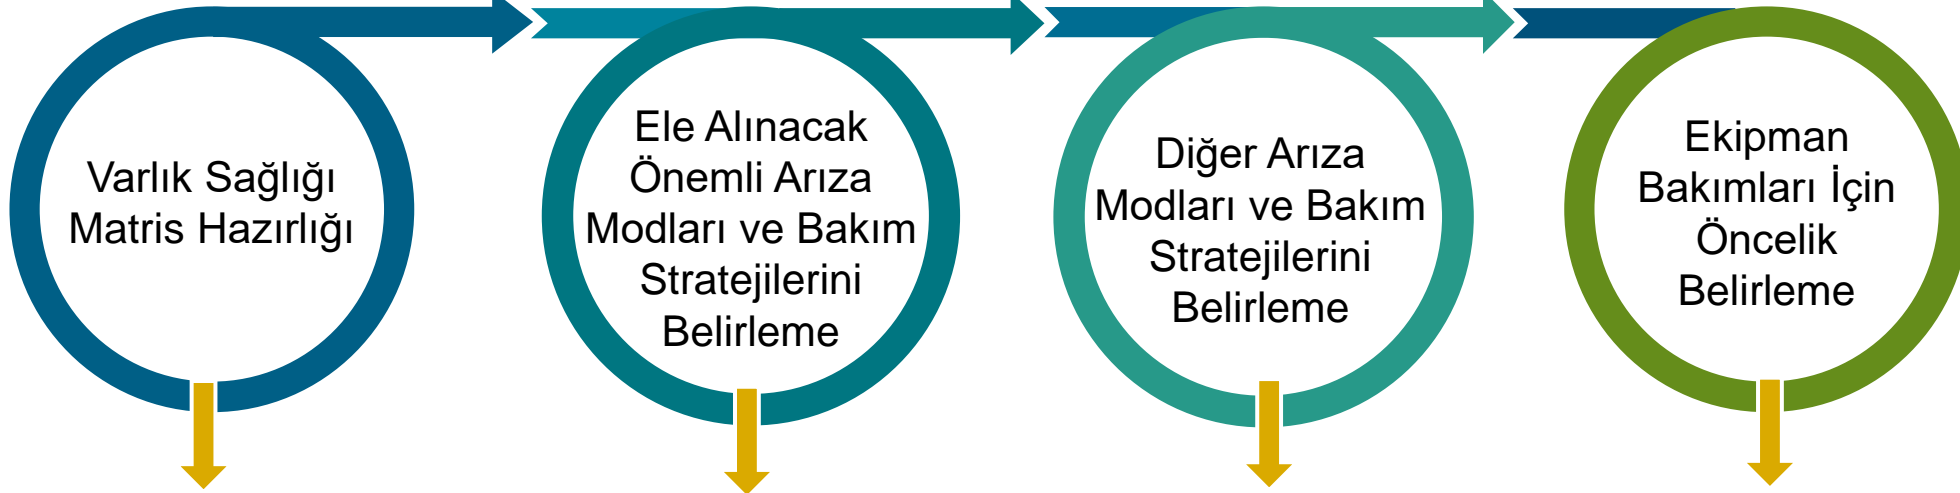 Varlık Sağlığı
Matris Hazırlığı
Ele Alınacak
Önemli Arıza
Modları ve Bakım
Stratejilerini
Belirleme
Diğer Arıza
Modları ve Bakım
Stratejilerini
Belirleme
Ekipman
Bakımları İçin
Öncelik
Belirleme